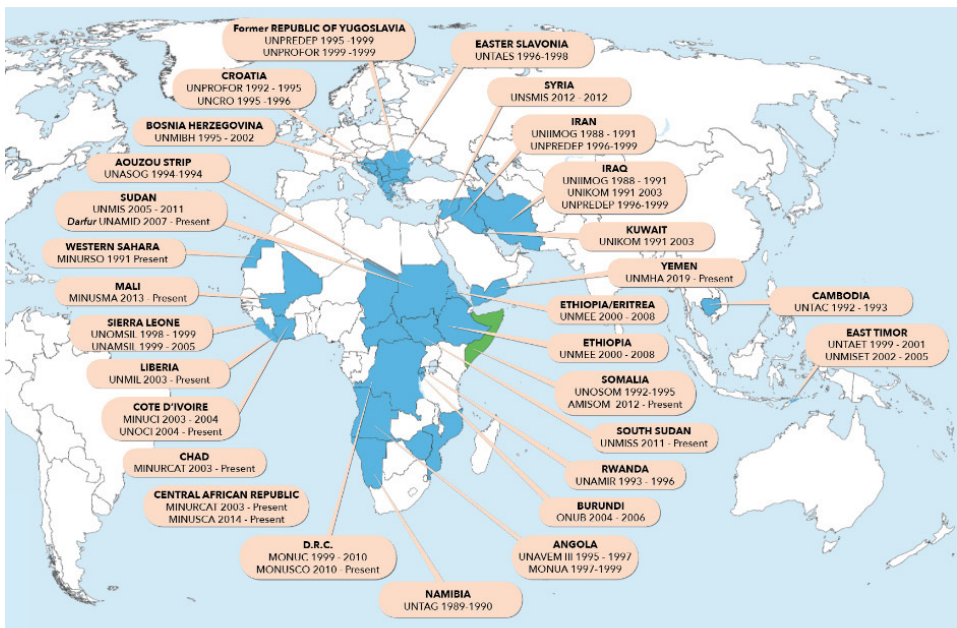 Former REPUBLIC OF YUGOSLAVIA
UNPREDEP 1995 -1999
UNPROFOR 1999 -1999
EASTER SLAVONIA
UNTAES 1996-1998
CROATIA
UNPROFOR 1992 - 1995
UNCRO 1995 -1996
SYRIA
UNSMIS 2012 - 2012
BOSNIA HERZEGOVINA
UNMIBH 1995 - 2002
IRAN
UNIIMOG 1988 - 1991
UNPREDEP 1996-1999
AOUZOU STRIP
UNASOG 1994-1994
IRAQ
UNIIMOG 1988 - 1991
UNIKOM 1991 2003
UNPREDEP 1996-1999
SUDAN
UNMIS 2005 - 2011
Darfur UNAMID 2007 - Present
KUWAIT
UNIKOM 1991 2003
WESTERN SAHARA
MINURSO 1991 Present
YEMEN
UNMHA 2019 - Present
MALI
MINUSMA 2013 - Present
ETHIOPIA/ERITREA
UNMEE 2000 - 2008
CAMBODIA
UNTAC 1992 - 1993
SIERRA LEONE
UNOMSIL 1998 - 1999
UNAMSIL 1999 - 2005
ETHIOPIA
UNMEE 2000 - 2008
EAST TIMOR
UNTAET 1999 - 2001
UNMISET 2002 - 2005
LIBERIA
UNMIL 2003 - Present
SOMALIA
UNOSOM 1992-1995
AMISOM 2012 - Present
COTE D'IVOIRE
MINUCI 2003 - 2004
UNOCI 2004 - Present
SOUTH SUDAN
UNMISS 2011 - Present
CHAD
MINURCAT 2003 - Present
RWANDA
UNAMIR 1993 - 1996
CENTRAL AFRICAN REPUBLIC
MINURCAT 2003 - Present
MINUSCA 2014 - Present
BURUNDI
ONUB 2004 - 2006
D.R.C.
MONUC 1999 - 2010
MONUSCO 2010 - Present
ANGOLA
UNAVEM III 1995 - 1997
MONUA 1997-1999
NAMIBIA
UNTAG 1989-1990